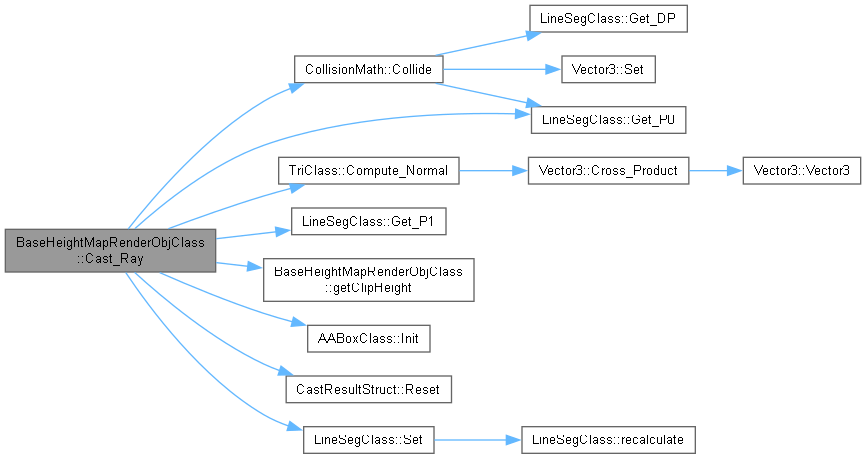 LineSegClass::Get_DP
CollisionMath::Collide
Vector3::Set
LineSegClass::Get_P0
TriClass::Compute_Normal
Vector3::Cross_Product
Vector3::Vector3
LineSegClass::Get_P1
BaseHeightMapRenderObjClass
::Cast_Ray
BaseHeightMapRenderObjClass
::getClipHeight
AABoxClass::Init
CastResultStruct::Reset
LineSegClass::Set
LineSegClass::recalculate